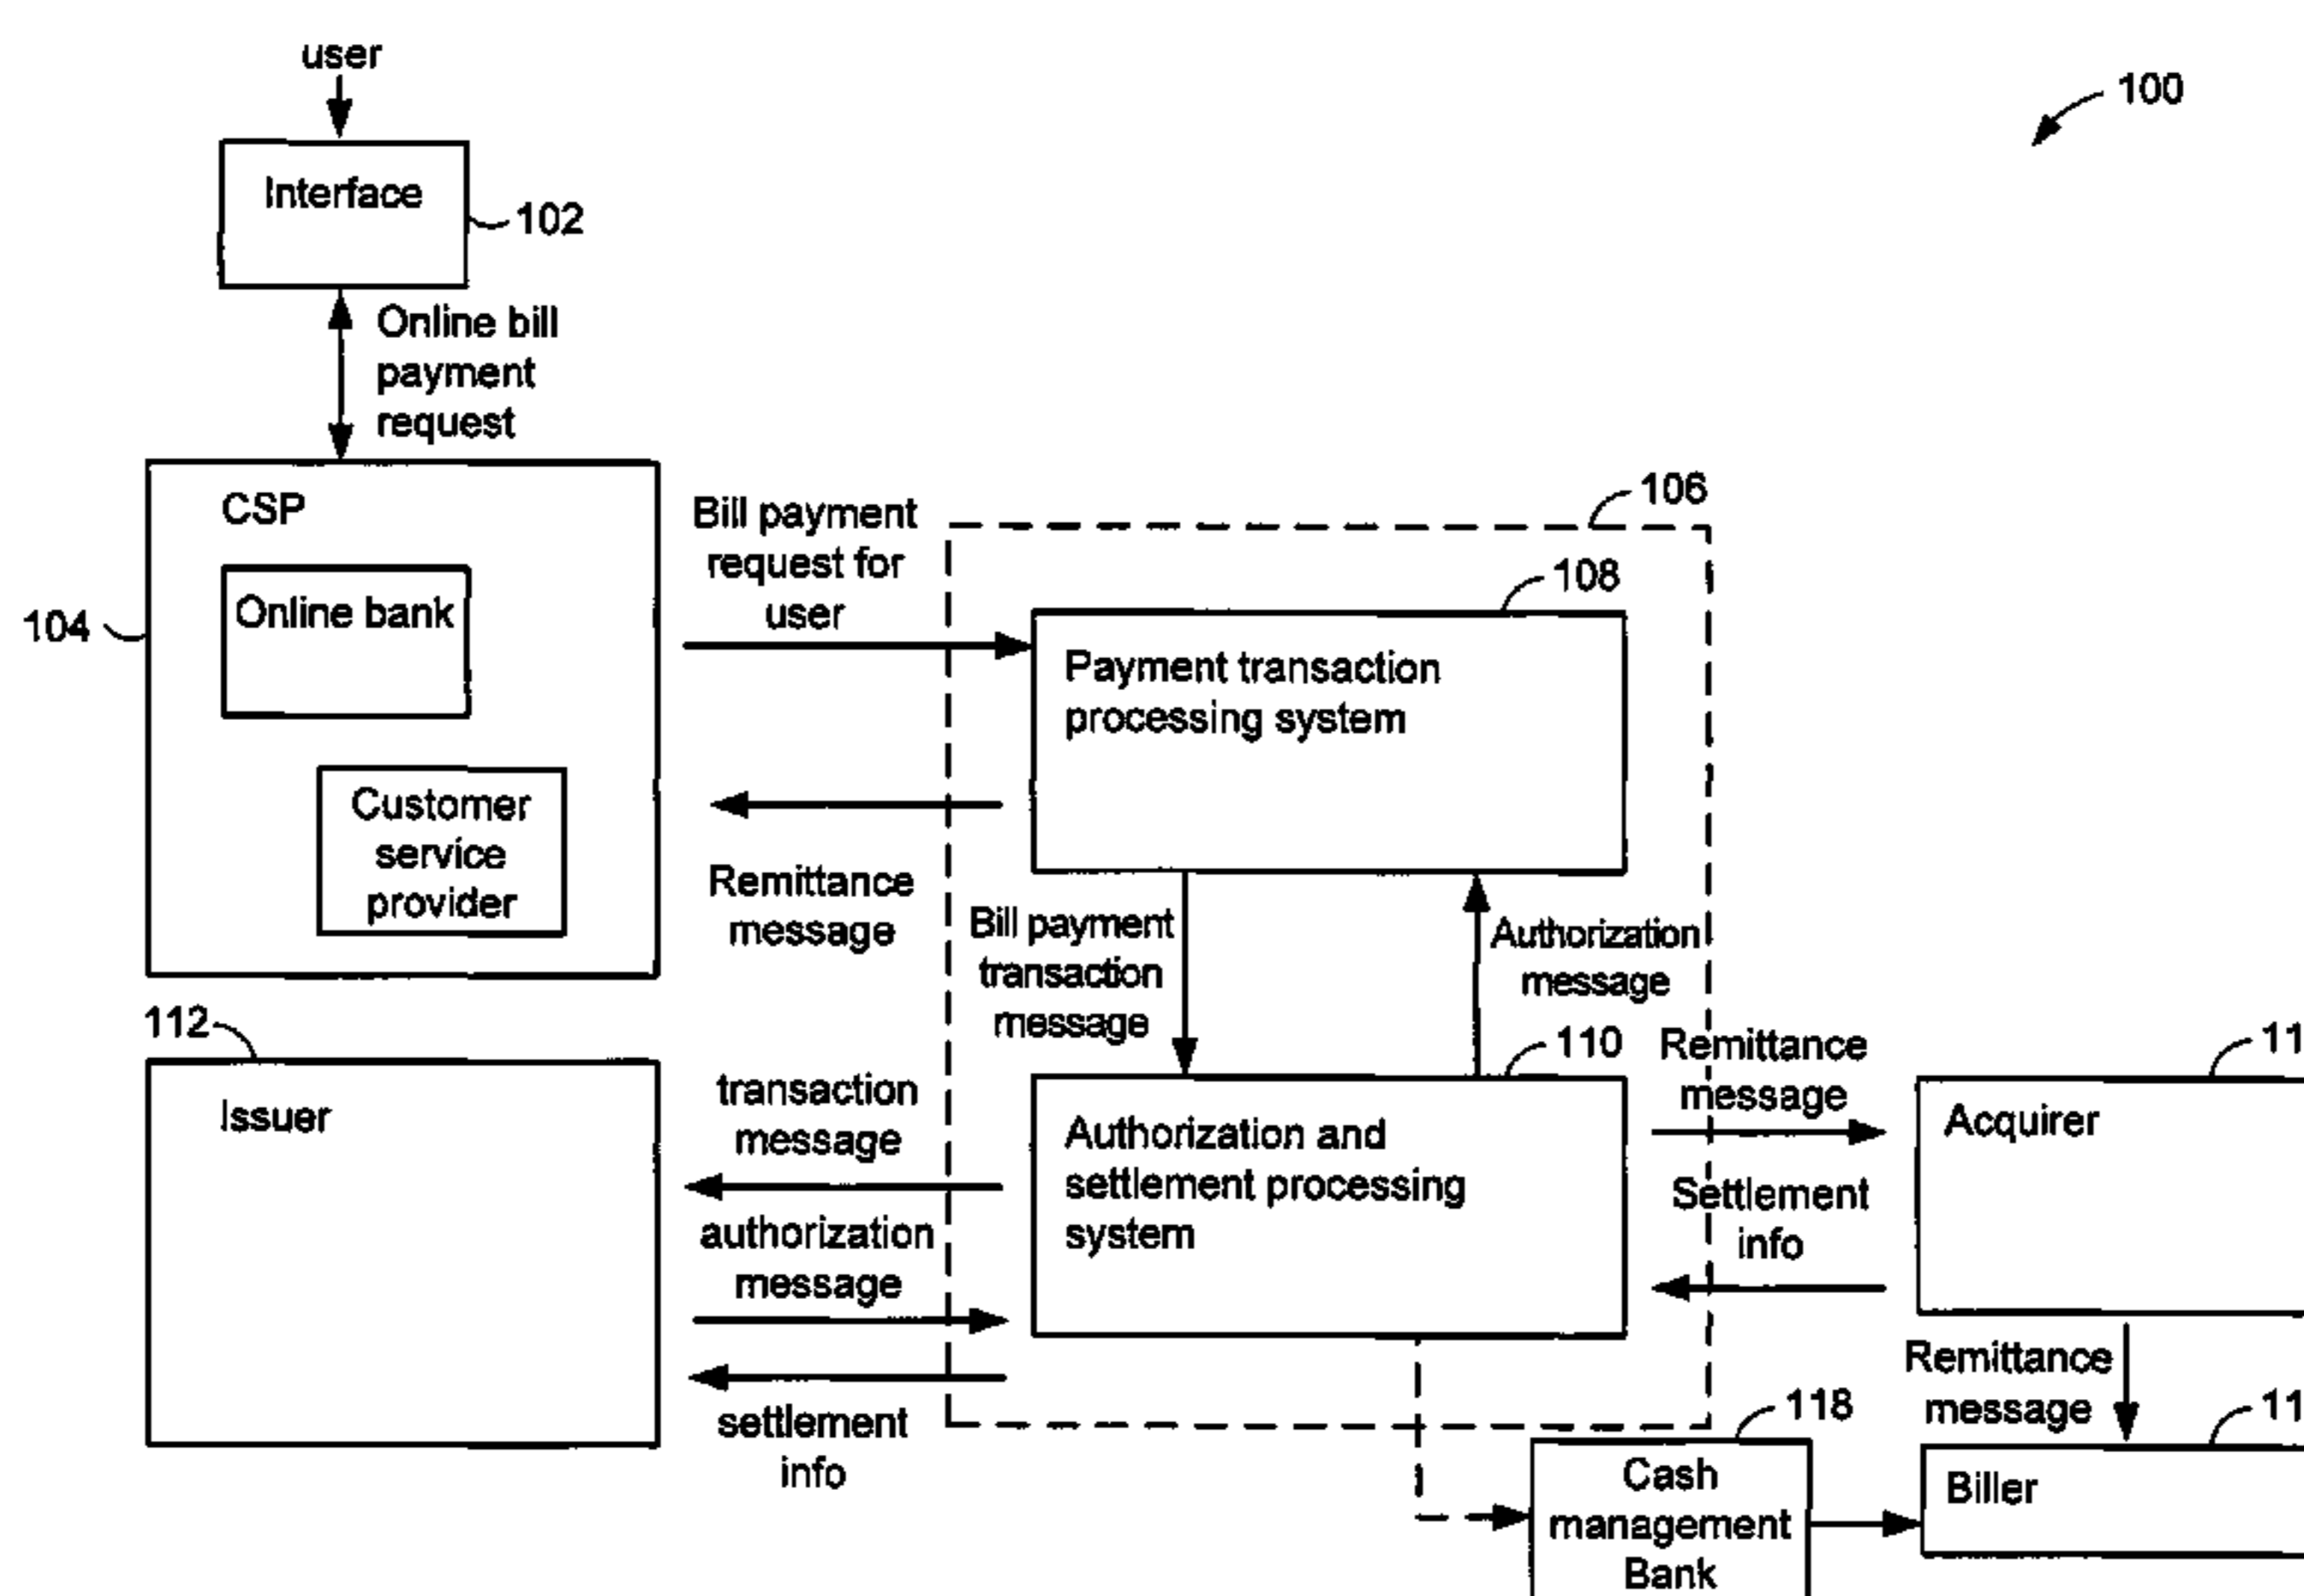 user
100
Interface
102
Online bill
payment
request
CSP
Online bank
104
Customer
service
provider
Bill payment
request for
user
106
108
Payment transaction
processing system
Remittance
message
Bill payment
transaction
message
Authorization
message
112
Issuer
transaction
message
authorization
message
settlement
info
110
Authorization and
settlement processing
system
Remittance
message
Settlement
info
11
Acquirer
Remittance
message
118
Cash
management
Bank
11
Biller